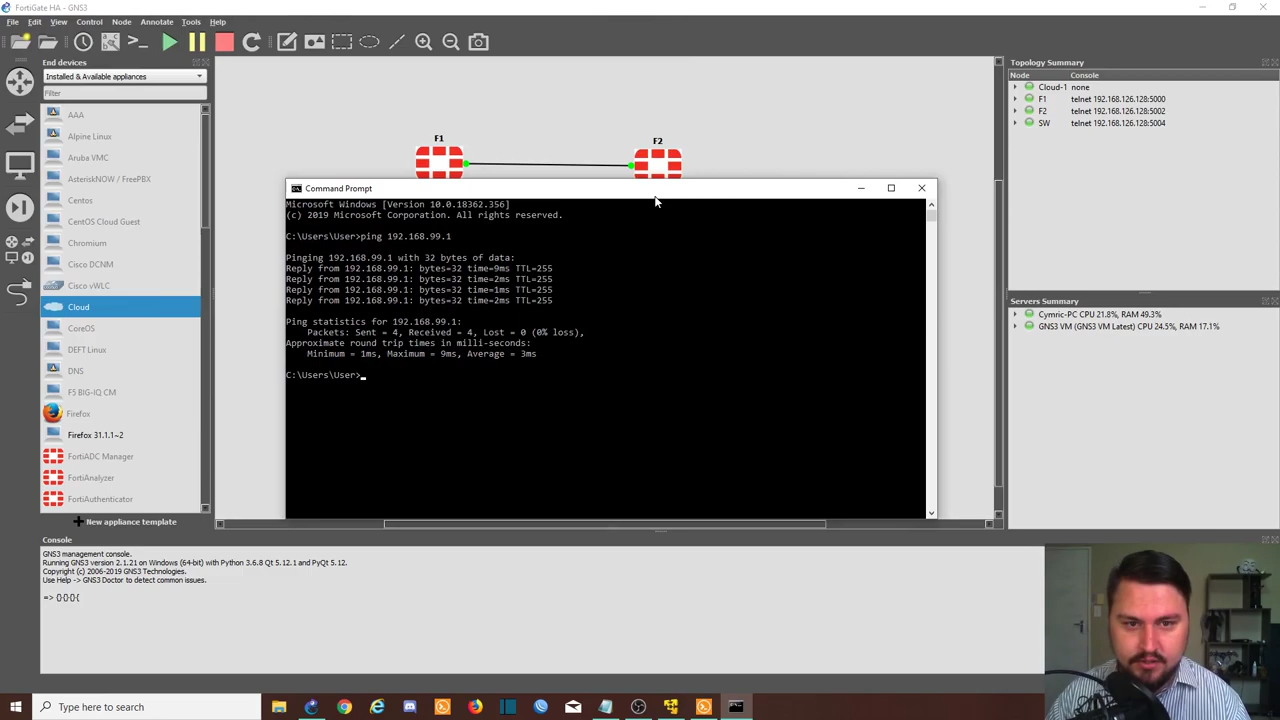 FortiGate HA - GNS3
File Edit View Control Node Annotate Tools Help
End devices
Installed & Available appliances
Filter
AAA
Alpine Linux
Aruba VMC
AsteriskNOW / FreePBX
Centos
CentOS Cloud Guest
Chromium
Cisco DCNM
Cisco vWLC
Cloud
CoreOS
DEFT Linux
DNS
F5 BIG-IQ CM
Firefox
Firefox 31.1.1~2
FortiADC Manager
FortiAnalyzer
FortiAuthenticator
New appliance template
F1
F2
Command Prompt
Microsoft Windows [Version 10.0.18362.356]
(c) 2019 Microsoft Corporation. All rights reserved.
C:\Users\User>ping 192.168.99.1
Pinging 192.168.99.1 with 32 bytes of data:
Reply from 192.168.99.1: bytes=32 time=9ms TTL=255
Reply from 192.168.99.1: bytes=32 time=1ms TTL=255
Reply from 192.168.99.1: bytes=32 time=2ms TTL=255
Reply from 192.168.99.1: bytes=32 time=2ms TTL=255
Ping statistics for 192.168.99.1:
Packets: Sent = 4, Received = 4, Lost = 0 (0% loss),
Approximate round trip times in milli-seconds:
Minimum = 1ms, Maximum = 9ms, Average = 3ms
C:\Users\User>_
Topology Summary
Node Console
Cloud-1 none
F1 telnet 192.168.126.128:5000
F2 telnet 192.168.126.128:5002
SW telnet 192.168.126.128:5004
Servers Summary
Cymric-PC CPU 21.8%, RAM 49.3%
GNS3 VM (GNS3 VM Latest) CPU 24.5%, RAM 17.1%
Console
GNS3 management console.
Running GNS3 version 2.1.21 on Windows (64-bit) with Python 3.6.8 Qt 5.12.1 and PyQt 5.12.
Copyright (c) 2006-2019 GNS3 Technologies.
Use Help -> GNS3 Doctor to detect common issues.
=> {}{}{}{
Type here to search